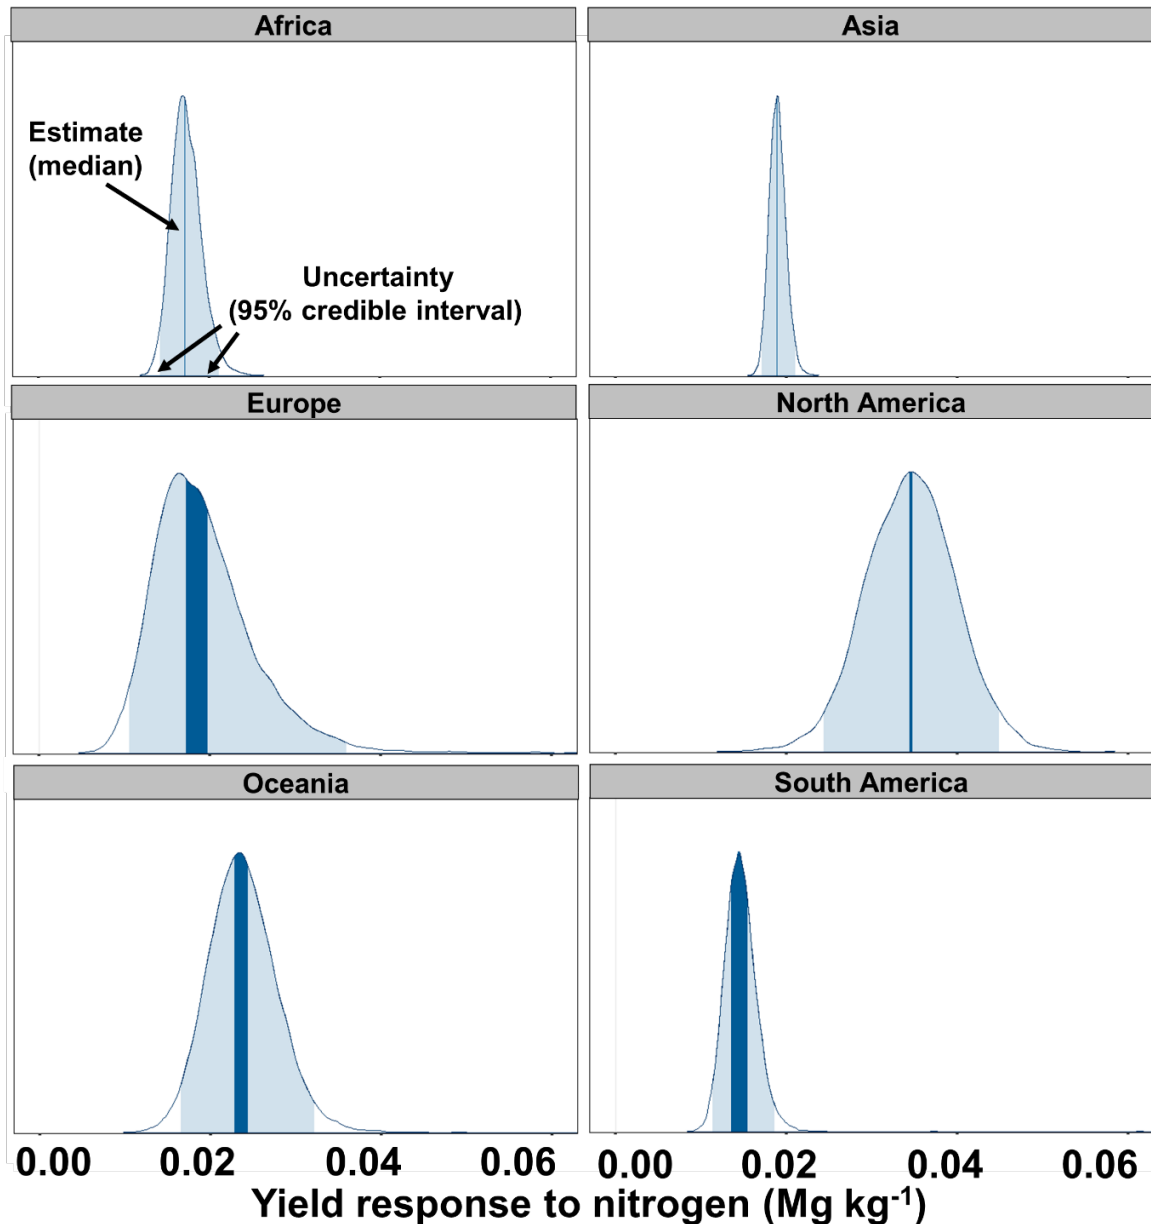 Africa
Asia
Estimate
(median)
Uncertainty
(95% credible interval)
Europe
North America
Oceania
South America
0.00 0.02 0.04 0.06 0.00 0.02 0.04 0.06
Yield response to nitrogen (Mg kg⁻¹)